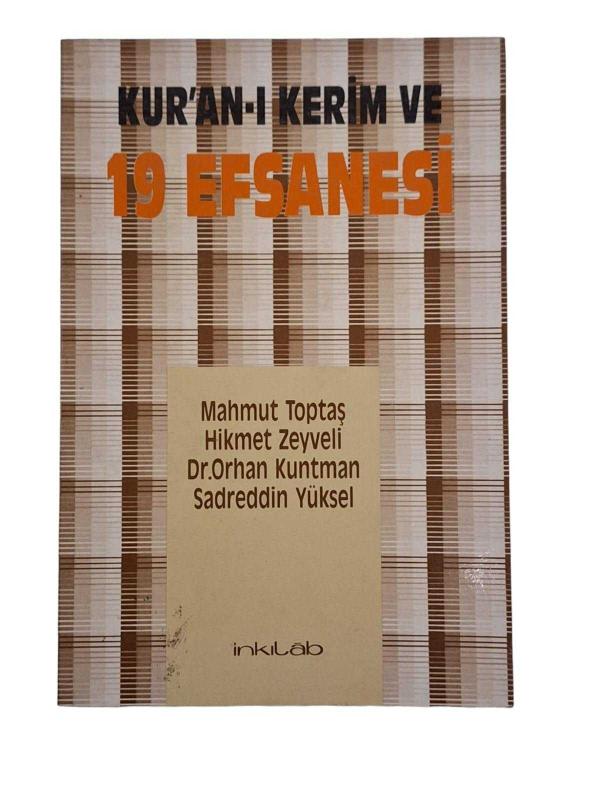 KUR'AN-I KERİM VE
19 EFSANESİ
Mahmut Toptaş
Hikmet Zeyveli
Dr.Orhan Kuntman
Sadreddin Yüksel
inkılâb